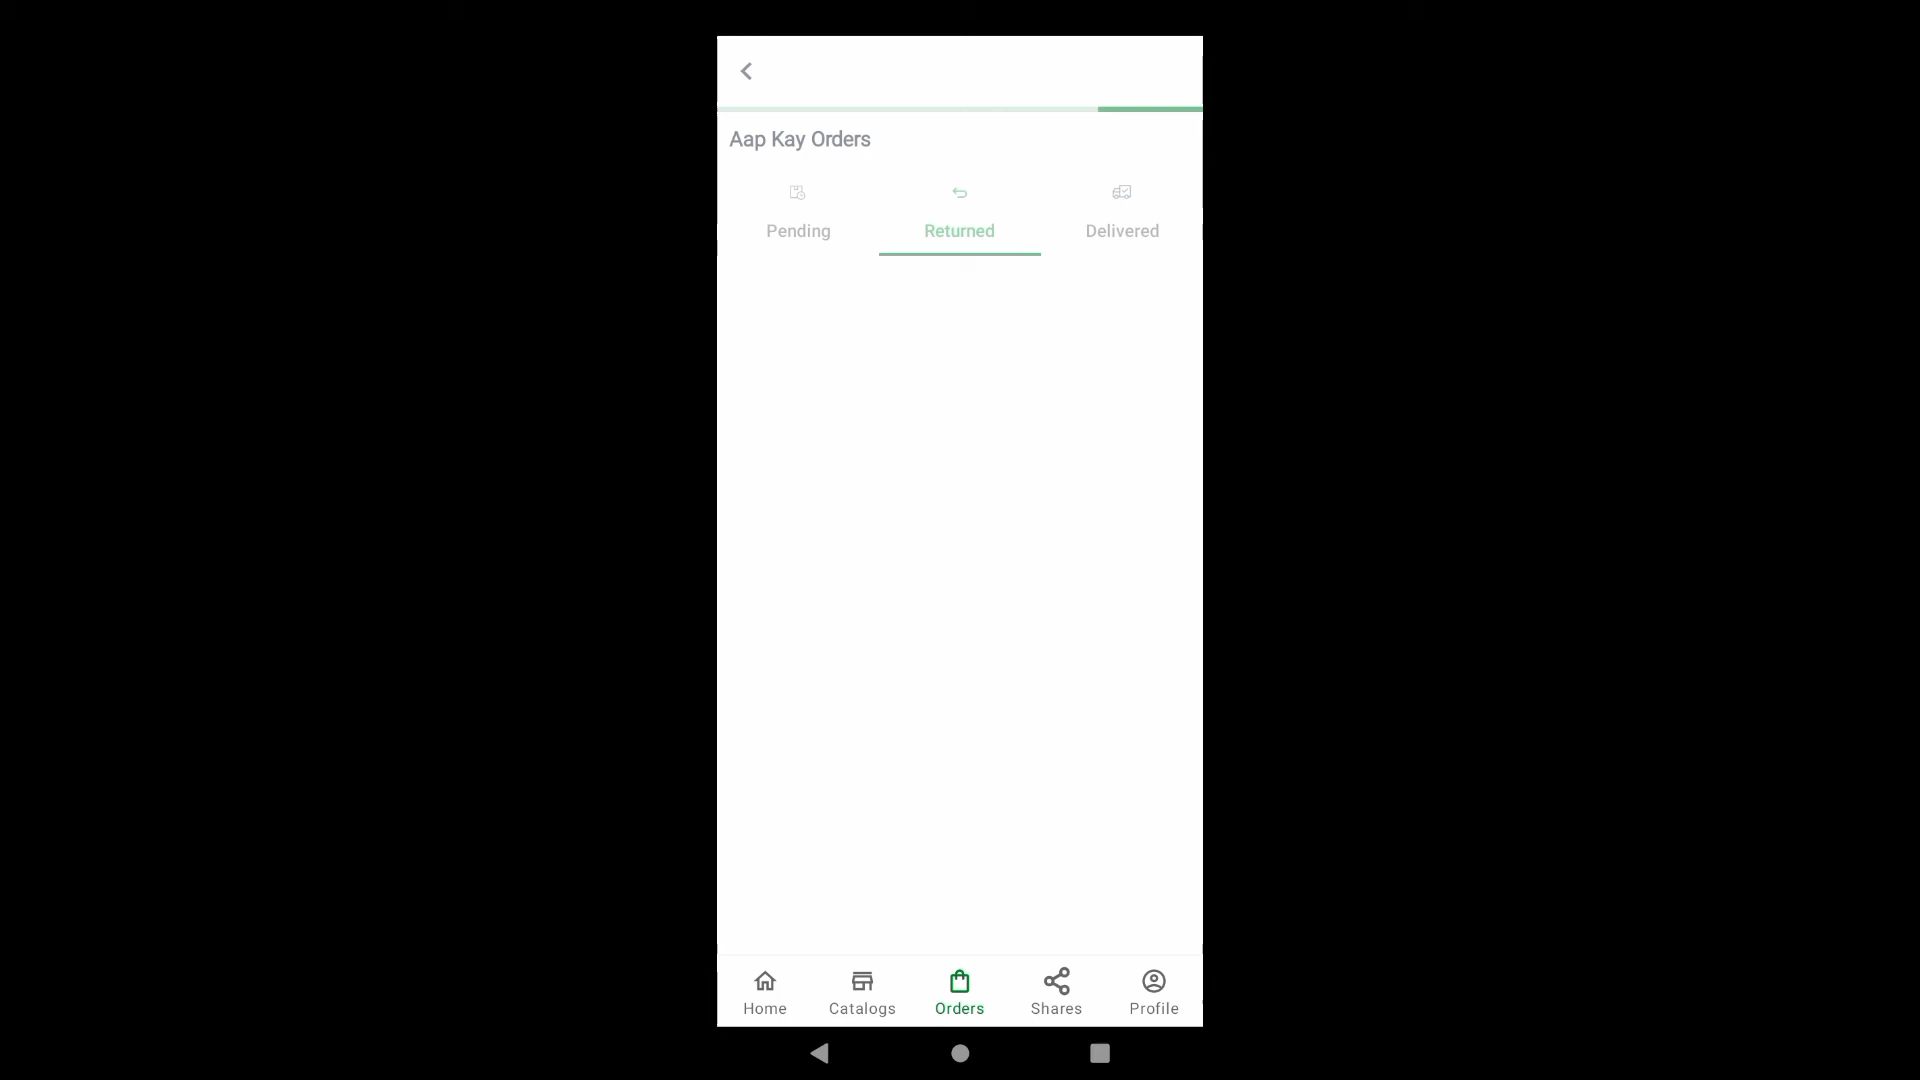 Aap Kay Orders
Pending Returned Delivered
Home Catalogs Orders Shares Profile